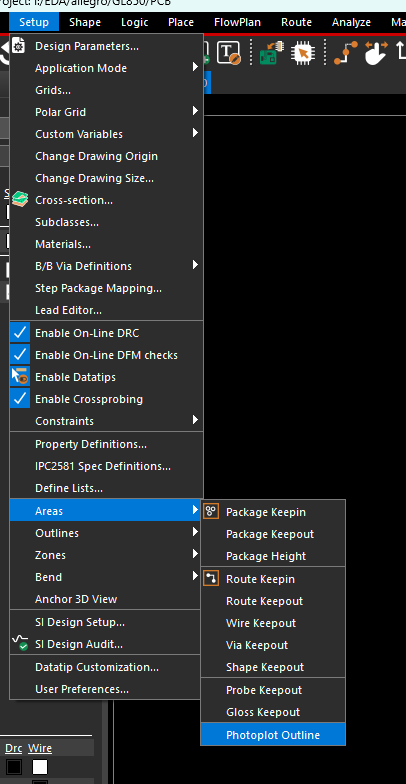 Project: I:/EDA/allegro/GL850/PCB
Setup Shape Logic Place FlowPlan Route Analyze
Design Parameters...
Application Mode
Grids...
Polar Grid
Custom Variables
Change Drawing Origin
Change Drawing Size...
Cross-section...
Subclasses...
Materials...
B/B Via Definitions
Step Package Mapping...
Lead Editor...
Enable On-Line DRC
Enable On-Line DFM checks
Enable Datatips
Enable Crossprobing
Constraints
Property Definitions...
IPC2581 Spec Definitions...
Define Lists...
Areas
Outlines
Zones
Bend
Anchor 3D View
SI Design Setup...
SI Design Audit...
Datatip Customization...
User Preferences...
Package Keepin
Package Keepout
Package Height
Route Keepin
Route Keepout
Wire Keepout
Via Keepout
Shape Keepout
Probe Keepout
Gloss Keepout
Photoplot Outline
Drc Wire